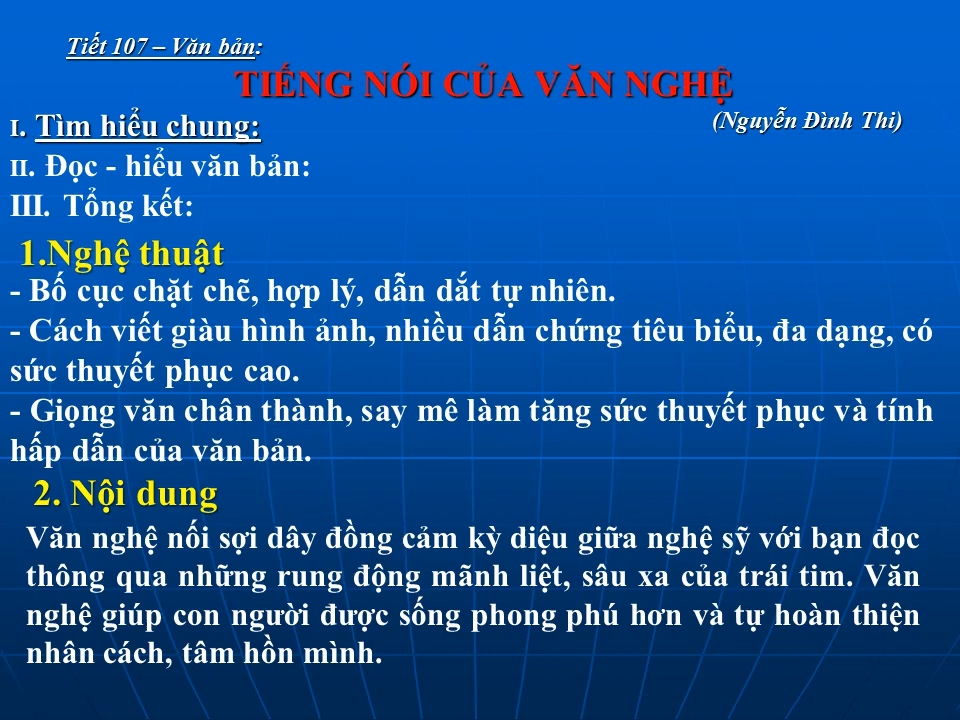 Tiết 107 – Văn bản:
TIẾNG NÓI CỦA VĂN NGHỆ
(Nguyễn Đình Thi)
I. Tìm hiểu chung:
II. Đọc - hiểu văn bản:
III. Tổng kết:
1.Nghệ thuật
- Bố cục chặt chẽ, hợp lý, dẫn dắt tự nhiên.
- Cách viết giàu hình ảnh, nhiều dẫn chứng tiêu biểu, đa dạng, có
sức thuyết phục cao.
- Giọng văn chân thành, say mê làm tăng sức thuyết phục và tính
hấp dẫn của văn bản.
2. Nội dung
Văn nghệ nối sợi dây đồng cảm kỳ diệu giữa nghệ sỹ với bạn đọc
thông qua những rung động mãnh liệt, sâu xa của trái tim. Văn
nghệ giúp con người được sống phong phú hơn và tự hoàn thiện
nhân cách, tâm hồn mình.